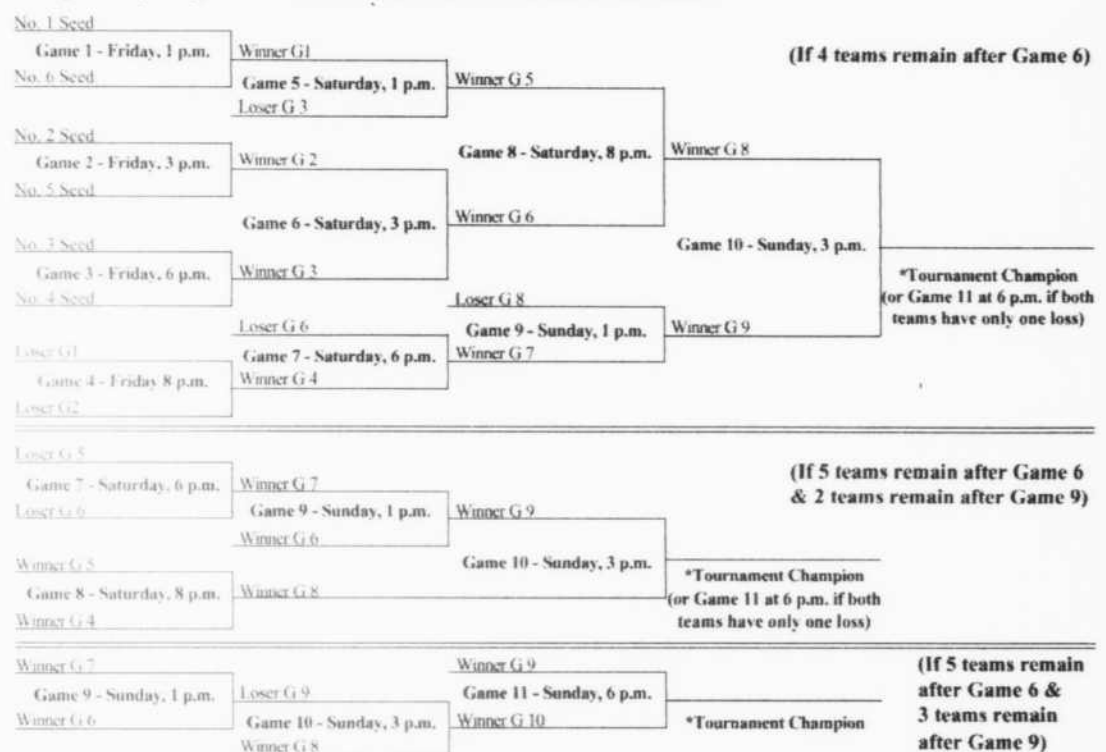 No. 1 Seed
Game 1 - Friday, 1 p.m.
No. 6 Seed
Winner G1
Game 5 - Saturday, 1 p.m.
Loser G 3
Winner G 5
(If 4 teams remain after Game 6)
No. 2 Seed
Game 2 - Friday, 3 p.m.
No. 5 Seed
Winner G 2
Game 8 - Saturday, 8 p.m.
Winner G 8
Game 6 - Saturday, 3 p.m.
Winner G 6
No. 3 Seed
Game 3 - Friday, 6 p.m.
No. 4 Seed
Winner G 3
Game 10 - Sunday, 3 p.m.
*Tournament Champion
(or Game 11 at 6 p.m. if both
teams have only one loss)
Loser G 8
Loser G 6
Game 9 - Sunday, 1 p.m.
Winner G 9
Game 7 - Saturday, 6 p.m.
Winner G 7
Loser G1
Game 4 - Friday 8 p.m.
Loser G2
Winner G 4
Loser G 5
Game 7 - Saturday, 6 p.m.
Loser G 6
Winner G 7
Game 9 - Sunday, 1 p.m.
Winner G 6
Winner G 9
(If 5 teams remain after Game 6
& 2 teams remain after Game 9)
Winner G 5
Game 8 - Saturday, 8 p.m.
Winner G 4
Winner G 8
Game 10 - Sunday, 3 p.m.
*Tournament Champion
(or Game 11 at 6 p.m. if both
teams have only one loss)
Winner G 7
Game 9 - Sunday, 1 p.m.
Winner G 6
Loser G 9
Game 10 - Sunday, 3 p.m.
Winner G 8
Winner G 9
Game 11 - Sunday, 6 p.m.
Winner G 10
*Tournament Champion
(If 5 teams remain
after Game 6 &
3 teams remain
after Game 9)